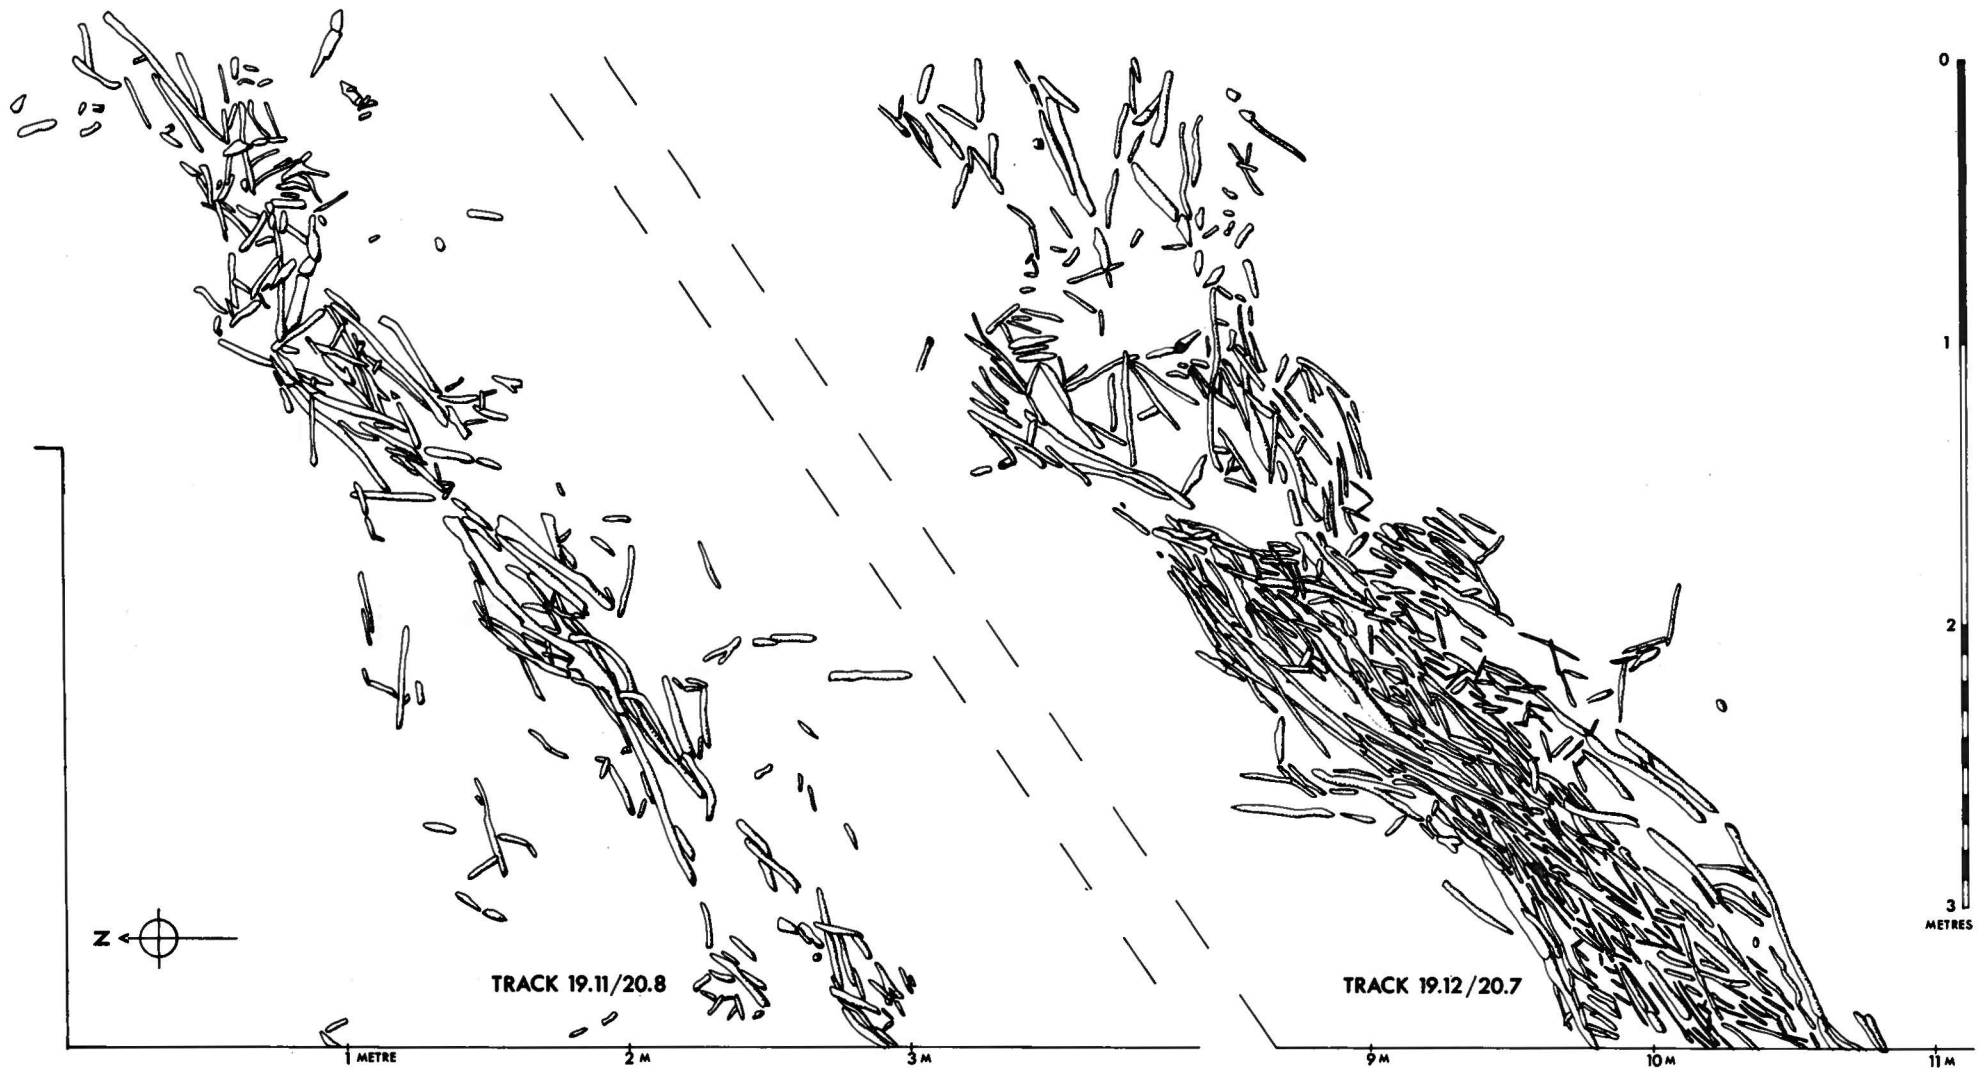 0
1
2
3
METRES
N
TRACK 19.11/20.8
TRACK 19.12/20.7
1 METRE
2 M
3 M
9 M
10 M
11 M